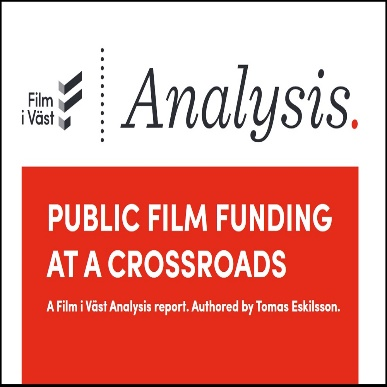 Film
i Väst
Analysis.
PUBLIC FILM FUNDING
AT A CROSSROADS
A Film i Väst Analysis report. Authored by Tomas Eskilsson.